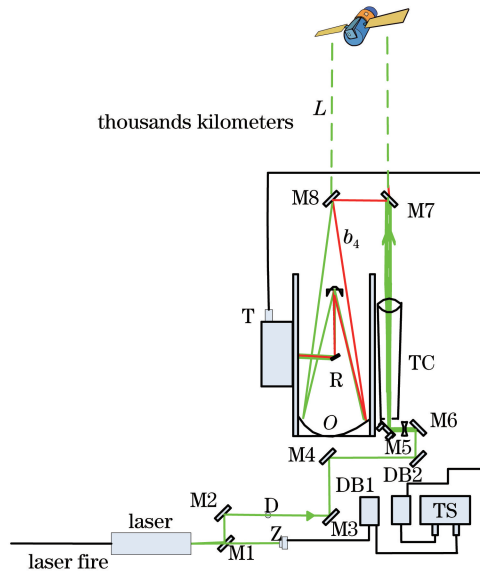 L
thousands kilometers
M8
M7
b4
T
R
TC
O
M6
M5
M4
DB2
DB1
M2
D
TS
laser
M3
Z
M1
laser fire